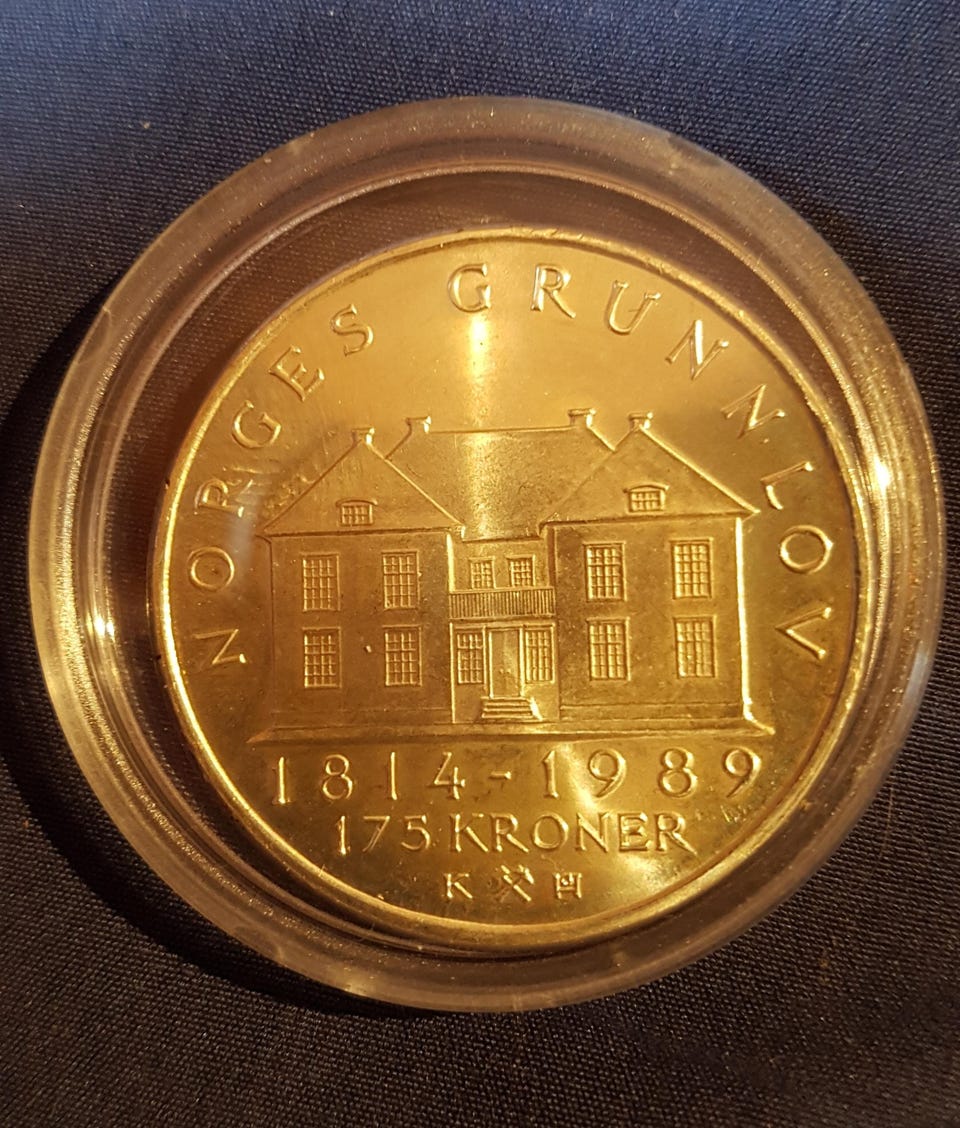 NORGES GRUNNLOV
1814-1989
175 KRONER
K H